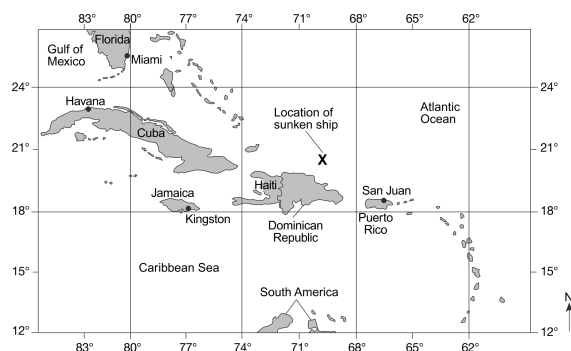 83° 80° 77° 74° 71° 68° 65° 62°
Florida
Gulf of
Mexico
Miami
24° 24°
Havana
Cuba
Location of
sunken ship
Atlantic
Ocean
21° 21°
X
Jamaica
Haiti
San Juan
18° 18°
Kingston
Dominican
Republic
Puerto
Rico
Caribbean Sea
15° 15°
South America
N
12° 12°
83° 80° 77° 74° 71° 68° 65° 62°